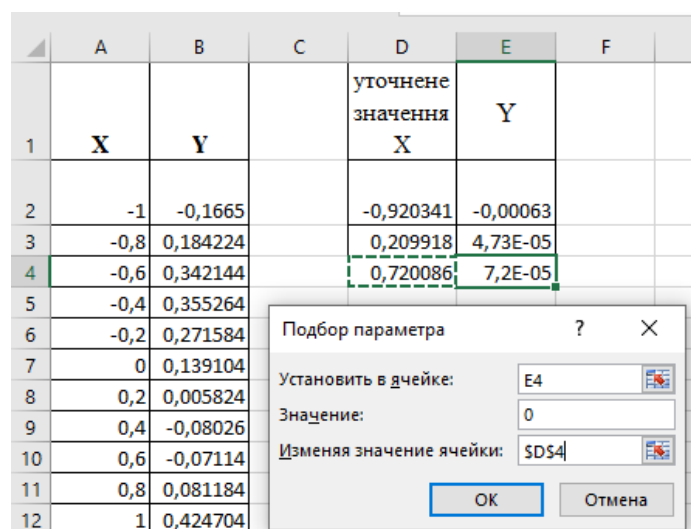 A B C D E F
1 X Y уточнене значення X Y
2 -1 -0,1665 -0,920341 -0,00063
3 -0,8 0,184224 0,209918 4,73E-05
4 -0,6 0,342144 0,720086 7,2E-05
5 -0,4 0,355264
6 -0,2 0,271584
7 0 0,139104
8 0,2 0,005824
9 0,4 -0,08026
10 0,6 -0,07114
11 0,8 0,081184
12 1 0,424704
Подбор параметра ? ×
Установить в ячейке: E4
Значение: 0
Изменяя значение ячейки: $D$4
ОК Отмена